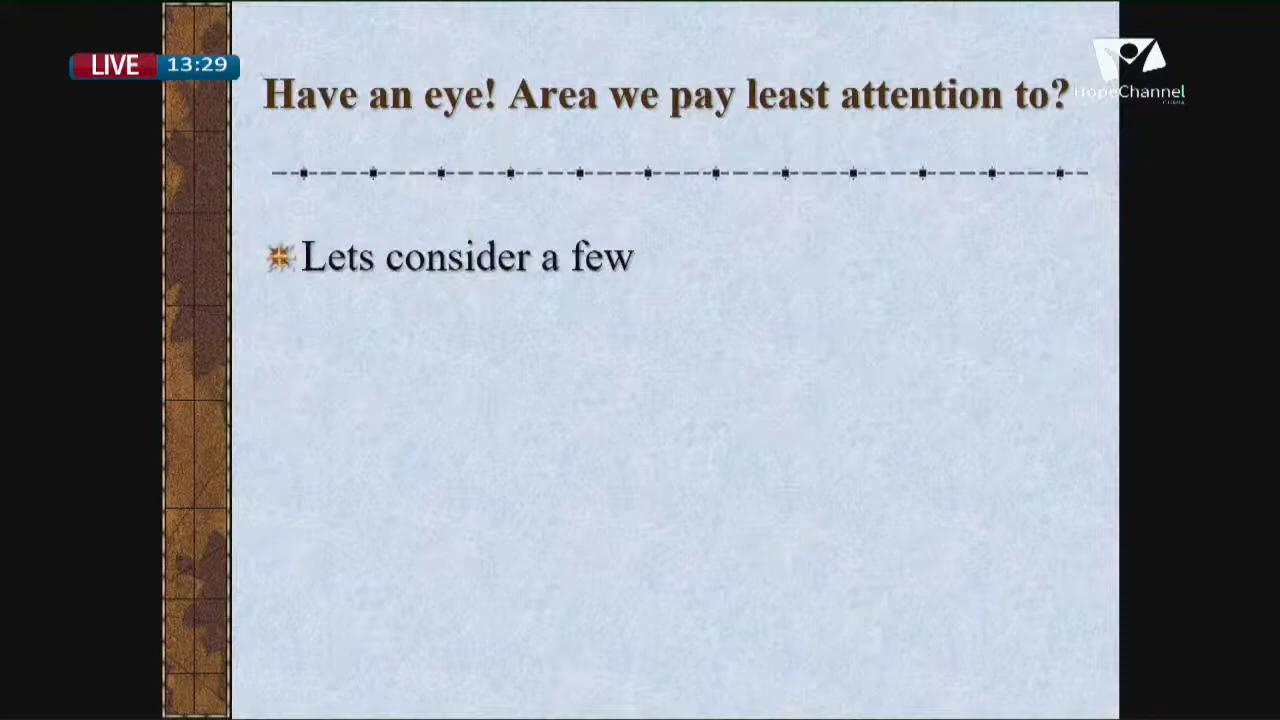 LIVE 13:29
HopeChannel
Have an eye! Area we pay least attention to?
Lets consider a few